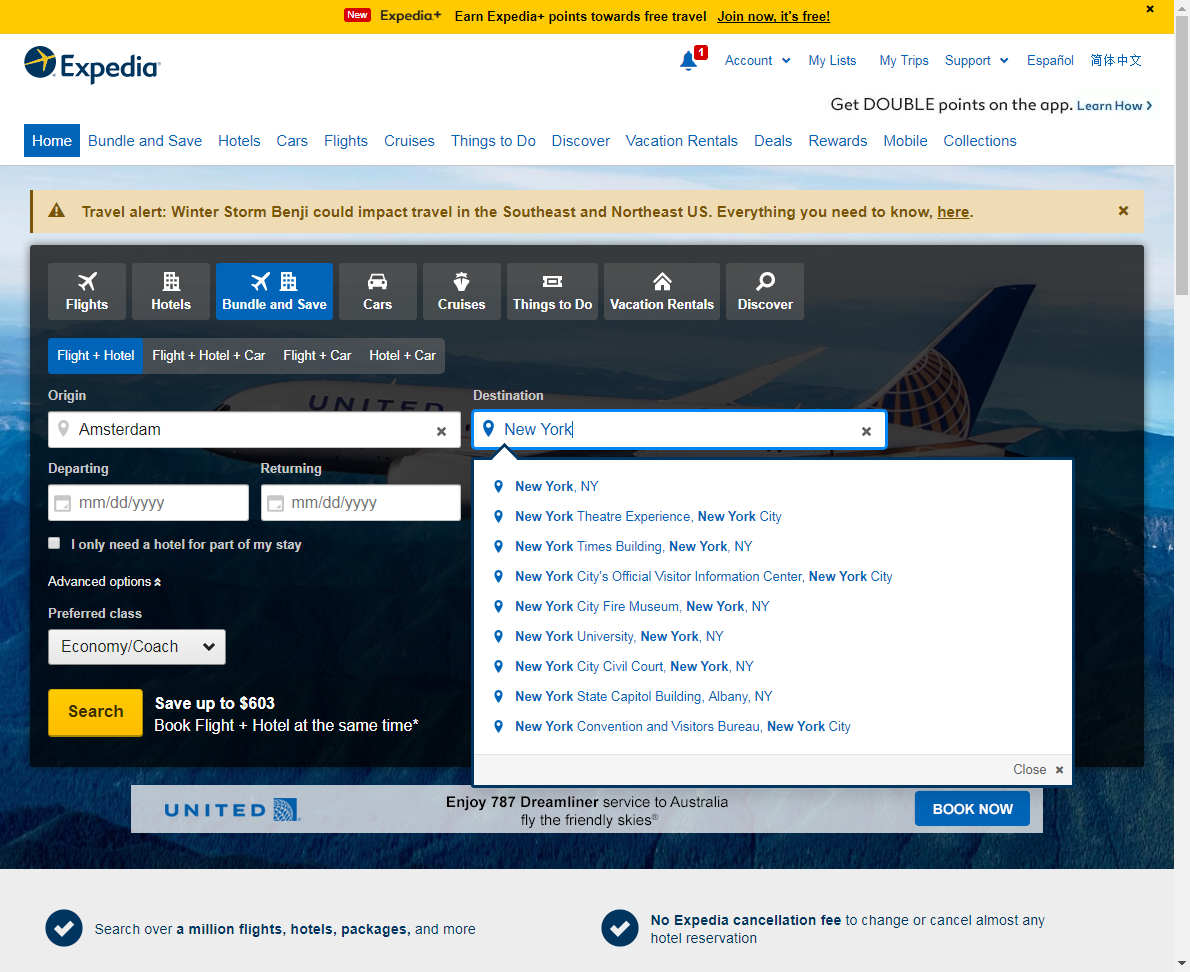 New Expedia+ Earn Expedia+ points towards free travel Join now, it's free!
Expedia
1
Account My Lists My Trips Support Español 简体中文
Get DOUBLE points on the app. Learn How
Home Bundle and Save Hotels Cars Flights Cruises Things to Do Discover Vacation Rentals Deals Rewards Mobile Collections
Travel alert: Winter Storm Benji could impact travel in the Southeast and Northeast US. Everything you need to know, here.
Flights Hotels Bundle and Save Cars Cruises Things to Do Vacation Rentals Discover
Flight + Hotel Flight + Hotel + Car Flight + Car Hotel + Car
Origin Destination
UNITED
Amsterdam New York
Departing Returning
mm/dd/yyyy mm/dd/yyyy
I only need a hotel for part of my stay
Advanced options
Preferred class
Economy/Coach
Search
Save up to $603
Book Flight + Hotel at the same time*
New York, NY
New York Theatre Experience, New York City
New York Times Building, New York, NY
New York City's Official Visitor Information Center, New York City
New York City Fire Museum, New York, NY
New York University, New York, NY
New York City Civil Court, New York, NY
New York State Capitol Building, Albany, NY
New York Convention and Visitors Bureau, New York City
Close
UNITED
Enjoy 787 Dreamliner service to Australia
fly the friendly skies®
BOOK NOW
Search over a million flights, hotels, packages, and more
No Expedia cancellation fee to change or cancel almost any
hotel reservation